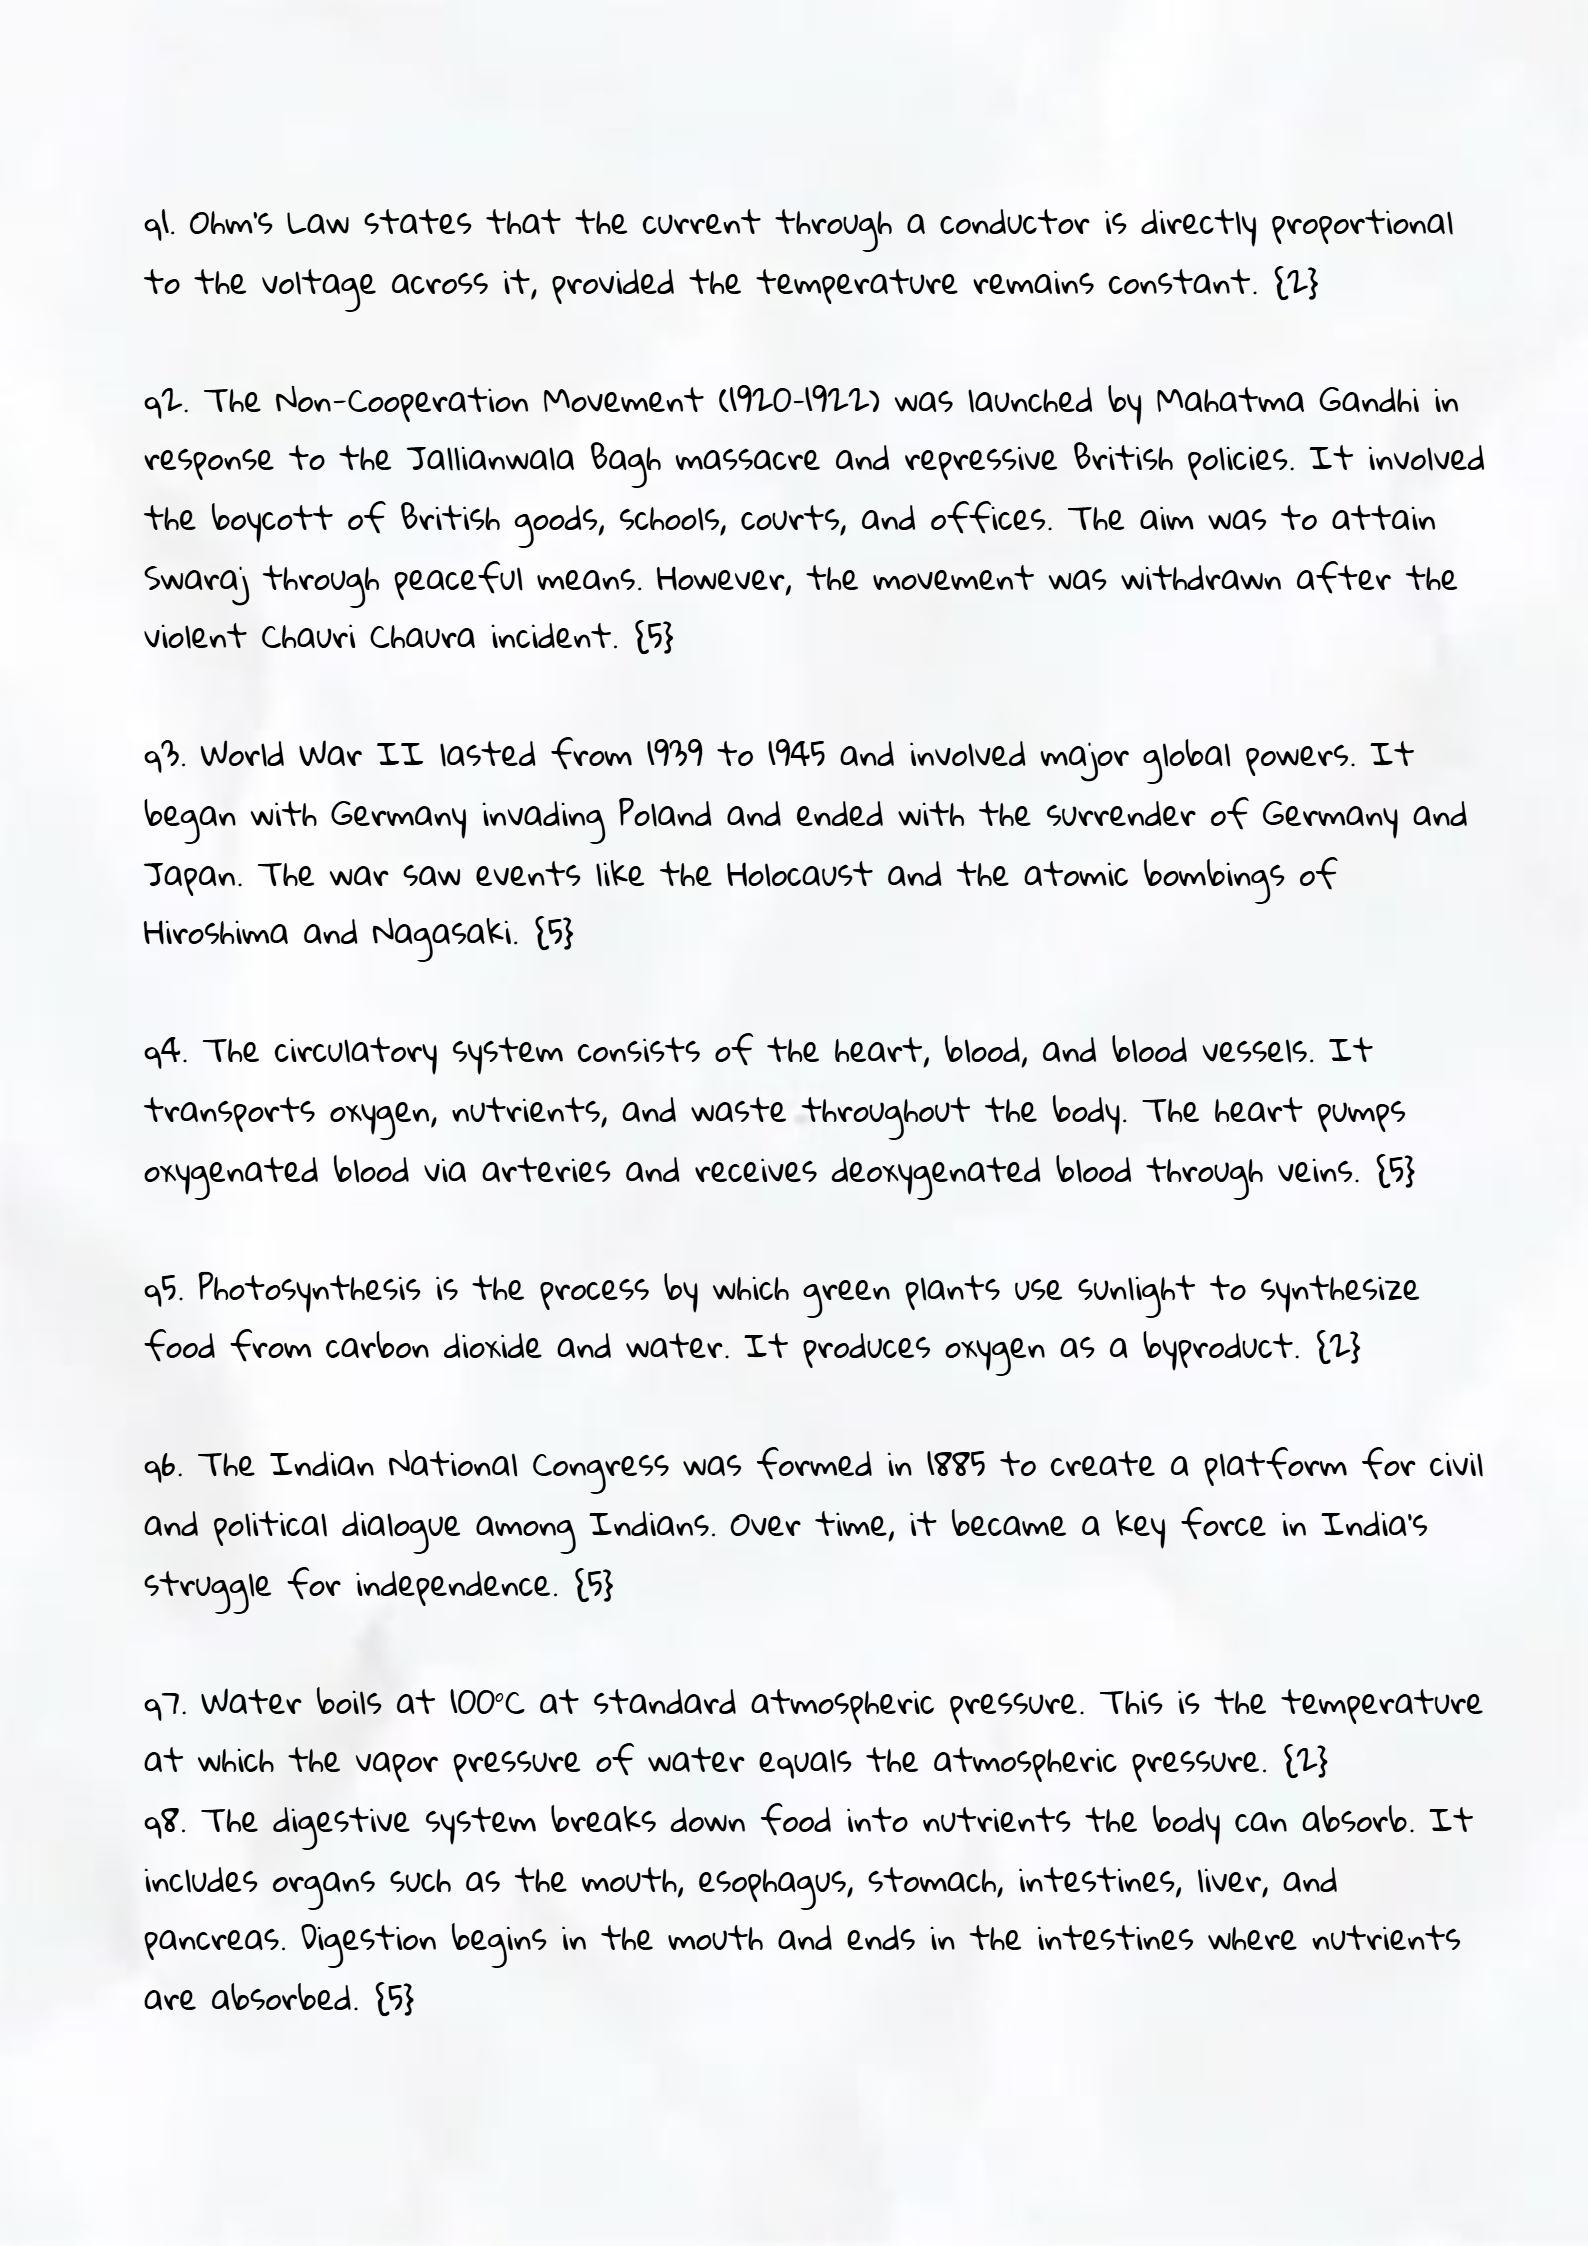 q1. Ohm's Law states that the current through a conductor is directly proportional
to the voltage across it, provided the temperature remains constant. {2}
q2. The Non-Cooperation Movement (1920-1922) was launched by Mahatma Gandhi in
response to the Jallianwala Bagh massacre and repressive British policies. It involved
the boycott of British goods, schools, courts, and offices. The aim was to attain
Swaraj through peaceful means. However, the movement was withdrawn after the
violent Chauri Chaura incident. {5}
q3. World War II lasted from 1939 to 1945 and involved major global powers. It
began with Germany invading Poland and ended with the surrender of Germany and
Japan. The war saw events like the Holocaust and the atomic bombings of
Hiroshima and Nagasaki. {5}
q4. The circulatory system consists of the heart, blood, and blood vessels. It
transports oxygen, nutrients, and waste throughout the body. The heart pumps
oxygenated blood via arteries and receives deoxygenated blood through veins. {5}
q5. Photosynthesis is the process by which green plants use sunlight to synthesize
food from carbon dioxide and water. It produces oxygen as a byproduct. {2}
q6. The Indian National Congress was formed in 1885 to create a platform for civil
and political dialogue among Indians. Over time, it became a key force in India's
struggle for independence. {5}
q7. Water boils at 100°C at standard atmospheric pressure. This is the temperature
at which the vapor pressure of water equals the atmospheric pressure. {2}
q8. The digestive system breaks down food into nutrients the body can absorb. It
includes organs such as the mouth, esophagus, stomach, intestines, liver, and
pancreas. Digestion begins in the mouth and ends in the intestines where nutrients
are absorbed. {5}